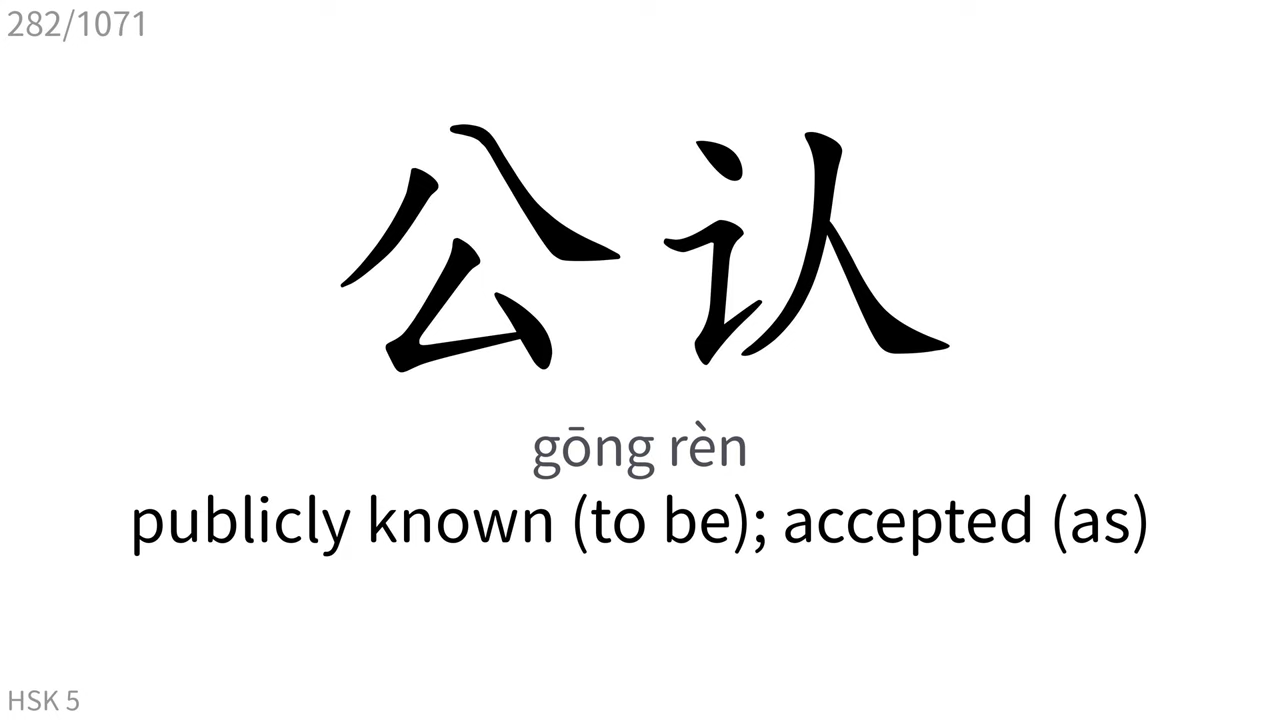 282/1071
公认
gōng rèn
publicly known (to be); accepted (as)
HSK 5